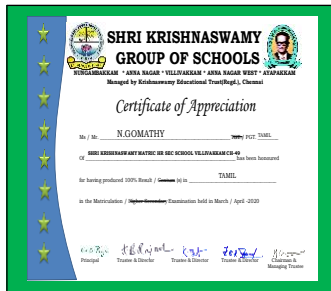 SHRI KRISHNASWAMY
GROUP OF SCHOOLS
NUNGAMBAKKAM * ANNA NAGAR * VILLIVAKKAM * ANNA NAGAR WEST * AYAPAKKAM
Managed by Krishnaswamy Educational Trust(Regd.), Chennai
Certificate of Appreciation
Ms / Mr. N.GOMATHY PGT. TAMIL
Of SHRI KRISHNASWAMY MATRIC HR SEC SCHOOL VILLIVAKKAM CH-49 has been honoured
for having produced 100% Result / Centum (s) in TAMIL
in the Matriculation / Higher Secondary Examination held in March / April -2020
Principal Trustee & Director Trustee & Director Trustee & Director Chairman &
Managing Trustee